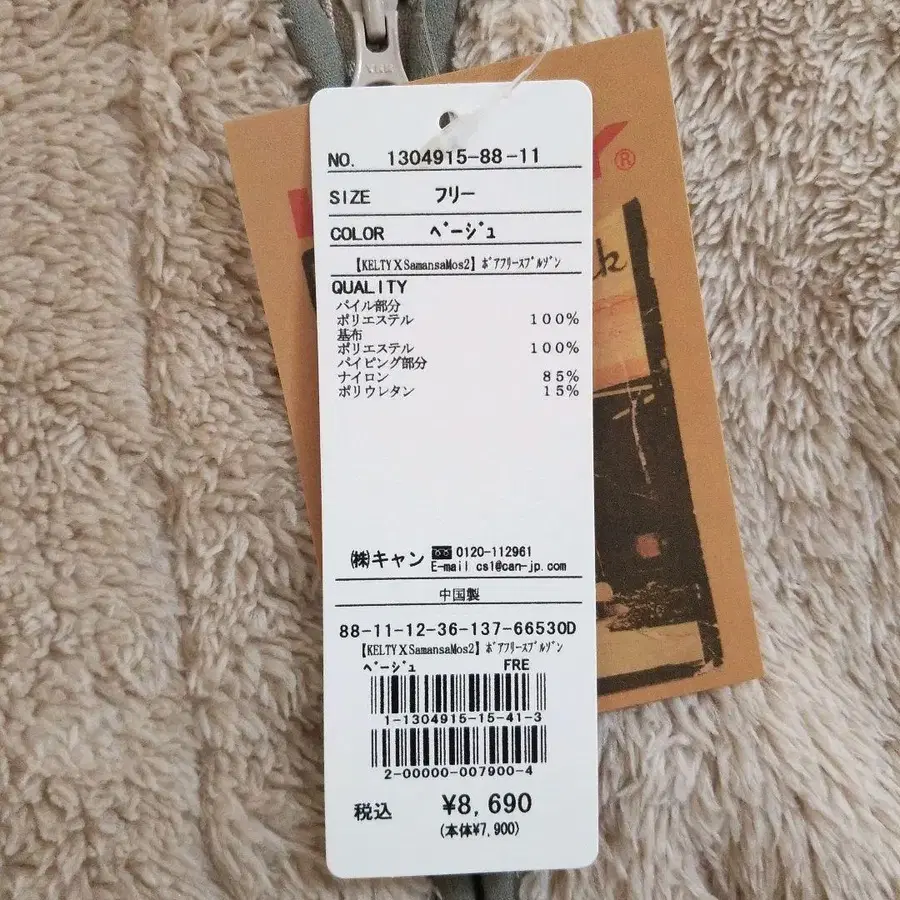 YKK
NO. 1304915-88-11
SIZE フリー
COLOR ﾍﾞｰｼﾞｭ
【KELTY X SamansaMos2】ﾎﾞｱﾌﾘｰｽﾌﾞﾙｿﾞﾝ
QUALITY
パイル部分
ポリエステル 100%
基布
ポリエステル 100%
パイピング部分
ナイロン 85%
ポリウレタン 15%
㈱キャン 0120-112961
E-mail cs1@can-jp.com
中国製
88-11-12-36-137-66530D
【KELTY X SamansaMos2】ﾎﾞｱﾌﾘｰｽﾌﾞﾙｿﾞﾝ
ﾍﾞｰｼﾞｭ FRE
1-1304915-15-41-3
2-00000-007900-4
税込 ¥8,690
(本体¥7,900)
Y®